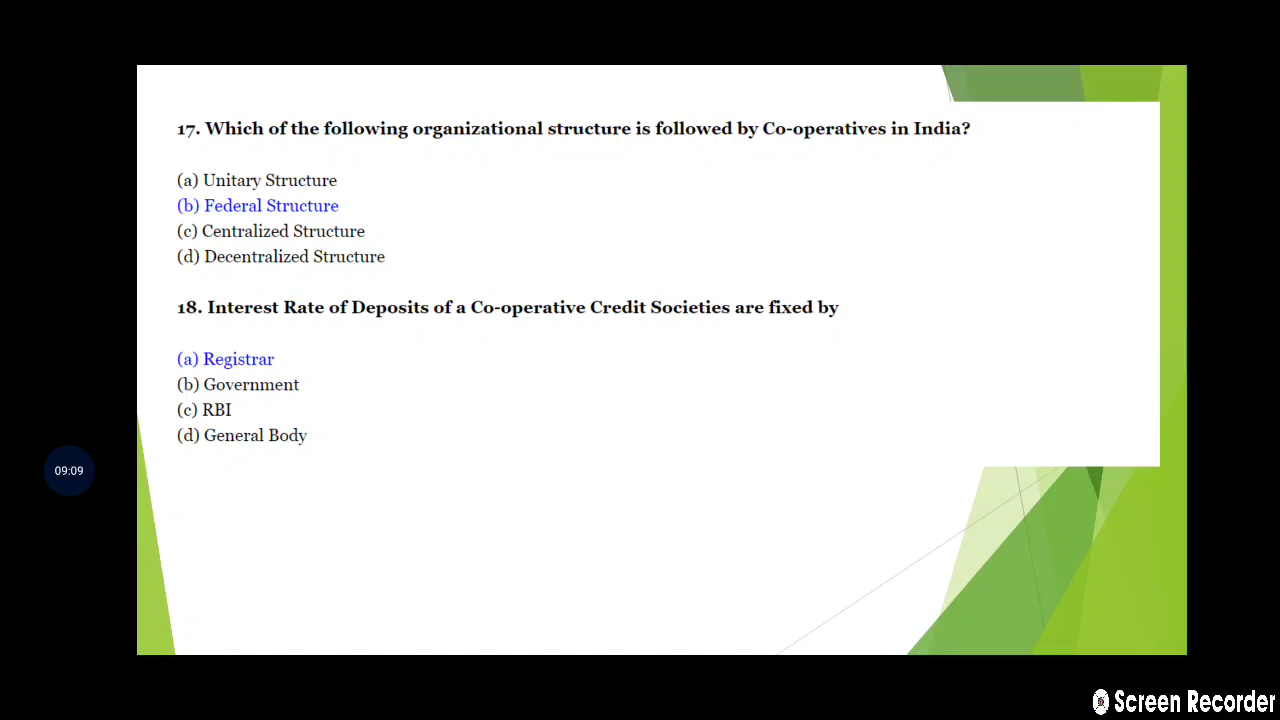 17. Which of the following organizational structure is followed by Co-operatives in India?
(a) Unitary Structure
(b) Federal Structure
(c) Centralized Structure
(d) Decentralized Structure
18. Interest Rate of Deposits of a Co-operative Credit Societies are fixed by
(a) Registrar
(b) Government
(c) RBI
(d) General Body
09:09
Screen Recorder